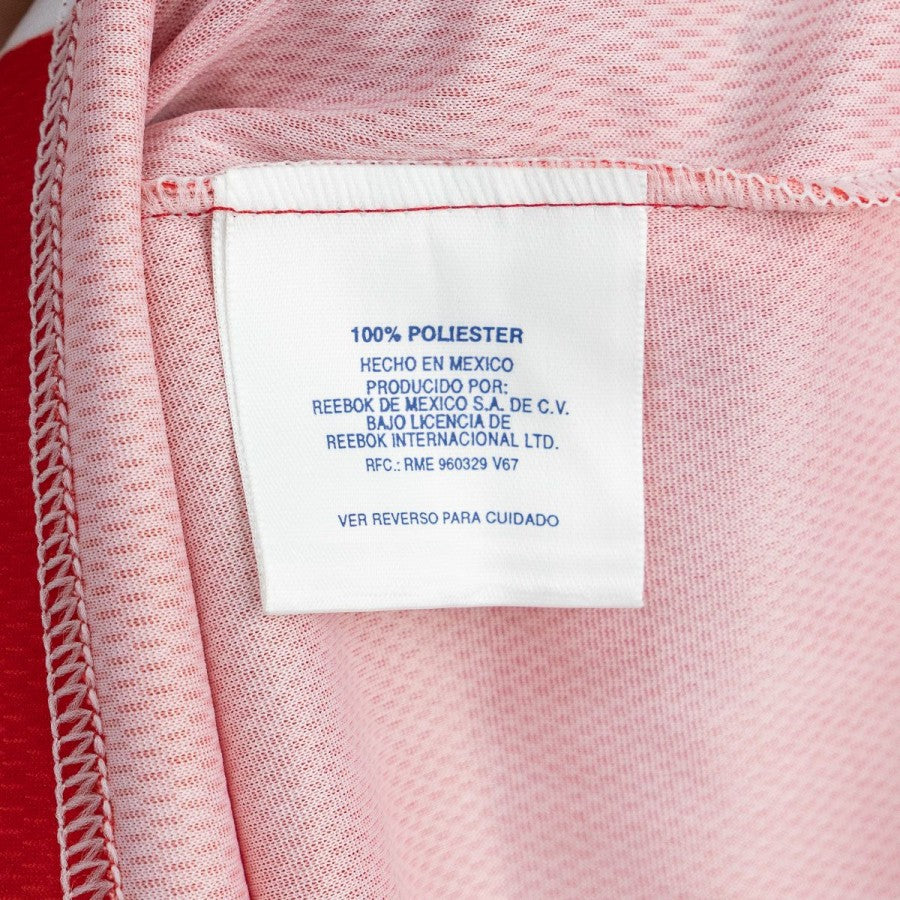 100% POLIESTER
HECHO EN MEXICO
PRODUCIDO POR:
REEBOK DE MEXICO S.A. DE C.V.
BAJO LICENCIA DE
REEBOK INTERNACIONAL LTD.
RFC.: RME 960329 V67
VER REVERSO PARA CUIDADO